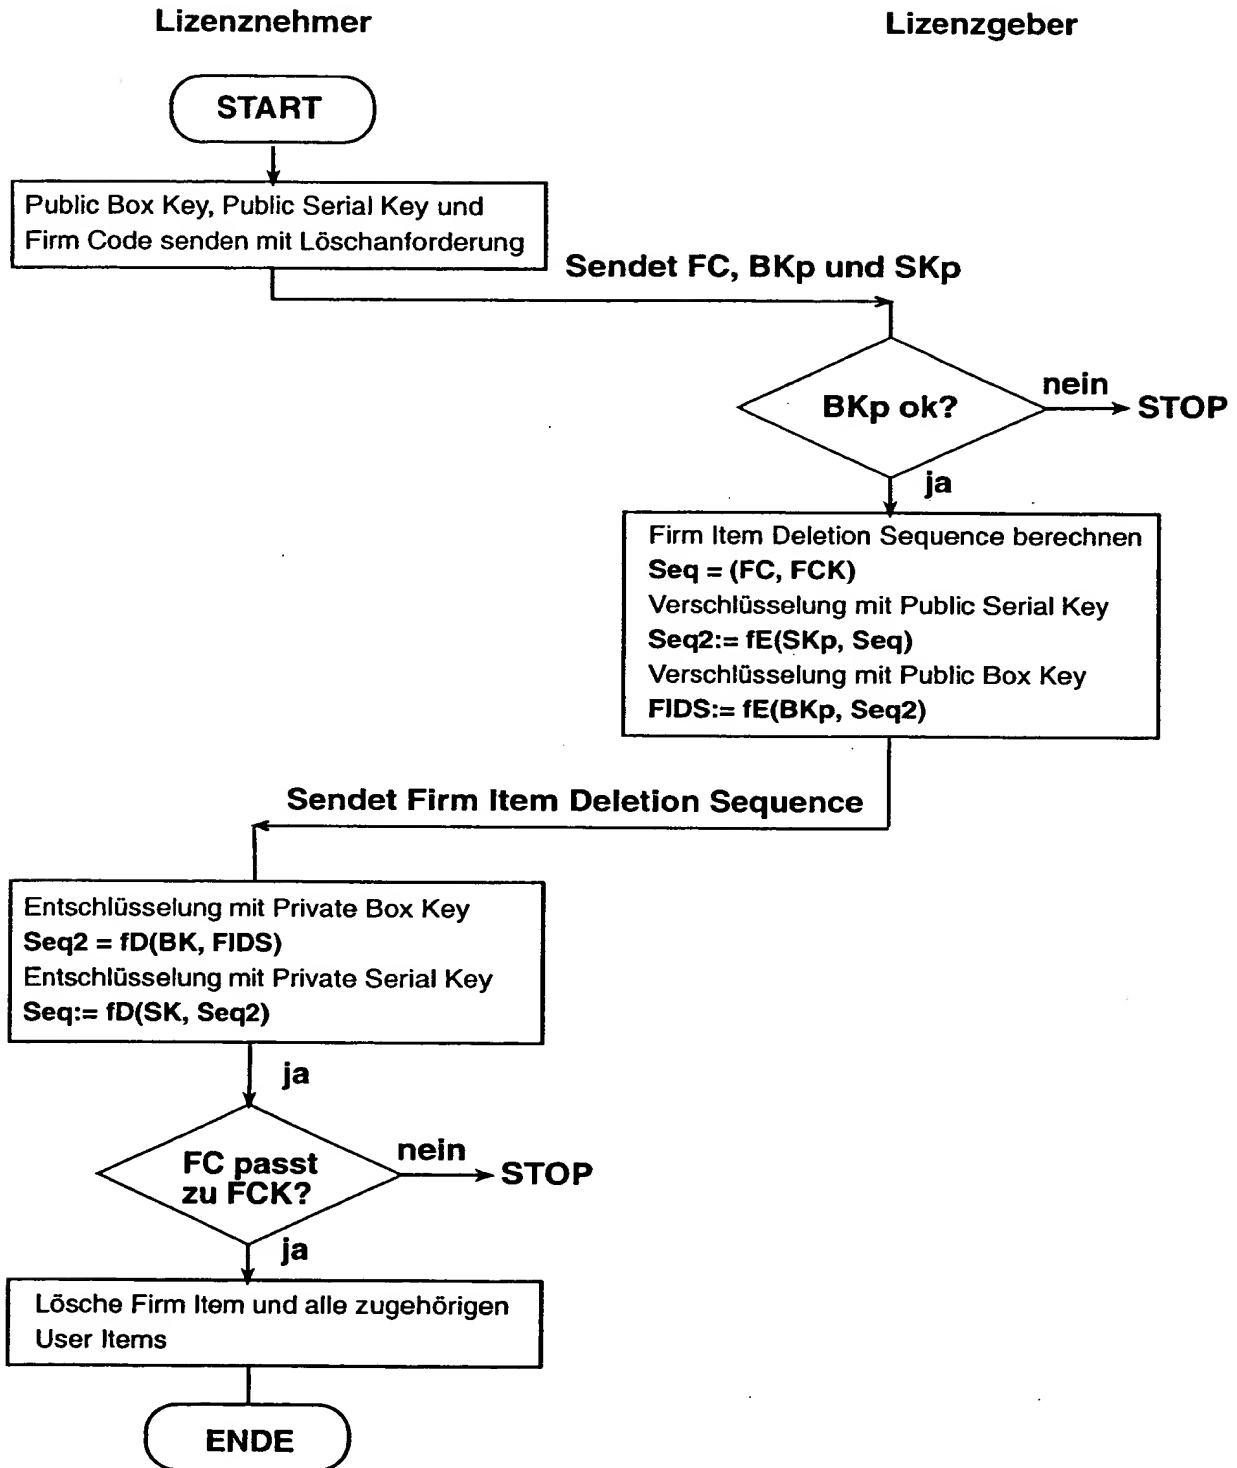 Lizenznehmer
Lizenzgeber
START
Public Box Key, Public Serial Key und
Firm Code senden mit Löschanforderung
Sendet FC, BKp und SKp
BKp ok?
nein
STOP
ja
Firm Item Deletion Sequence berechnen
Seq = (FC, FCK)
Verschlüsselung mit Public Serial Key
Seq2:= fE(SKp, Seq)
Verschlüsselung mit Public Box Key
FIDS:= fE(BKp, Seq2)
Sendet Firm Item Deletion Sequence
Entschlüsselung mit Private Box Key
Seq2 = fD(BK, FIDS)
Entschlüsselung mit Private Serial Key
Seq:= fD(SK, Seq2)
ja
FC passt
zu FCK?
nein
STOP
ja
Lösche Firm Item und alle zugehörigen
User Items
ENDE